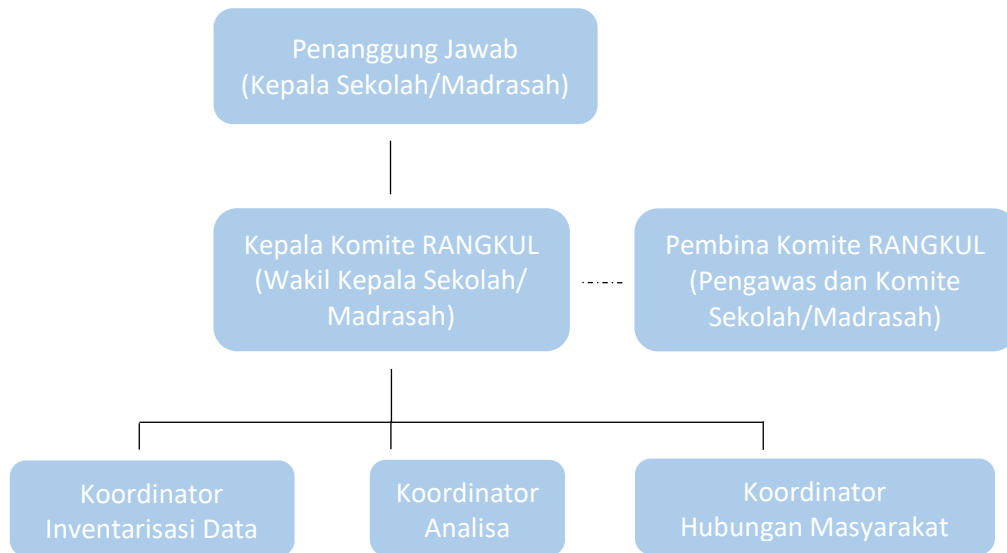 Penanggung Jawab
(Kepala Sekolah/Madrasah)
Kepala Komite RANGKUL
(Wakil Kepala Sekolah/
Madrasah)
Pembina Komite RANGKUL
(Pengawas dan Komite
Sekolah/Madrasah)
Koordinator
Inventarisasi Data
Koordinator
Analisa
Koordinator
Hubungan Masyarakat